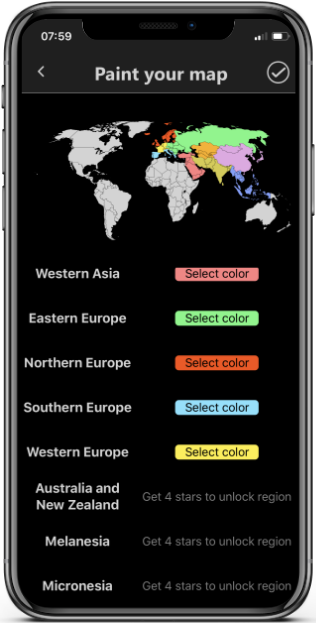 07:59
Paint your map
Western Asia Select color
Eastern Europe Select color
Northern Europe Select color
Southern Europe Select color
Western Europe Select color
Australia and
New Zealand Get 4 stars to unlock region
Melanesia Get 4 stars to unlock region
Micronesia Get 4 stars to unlock region